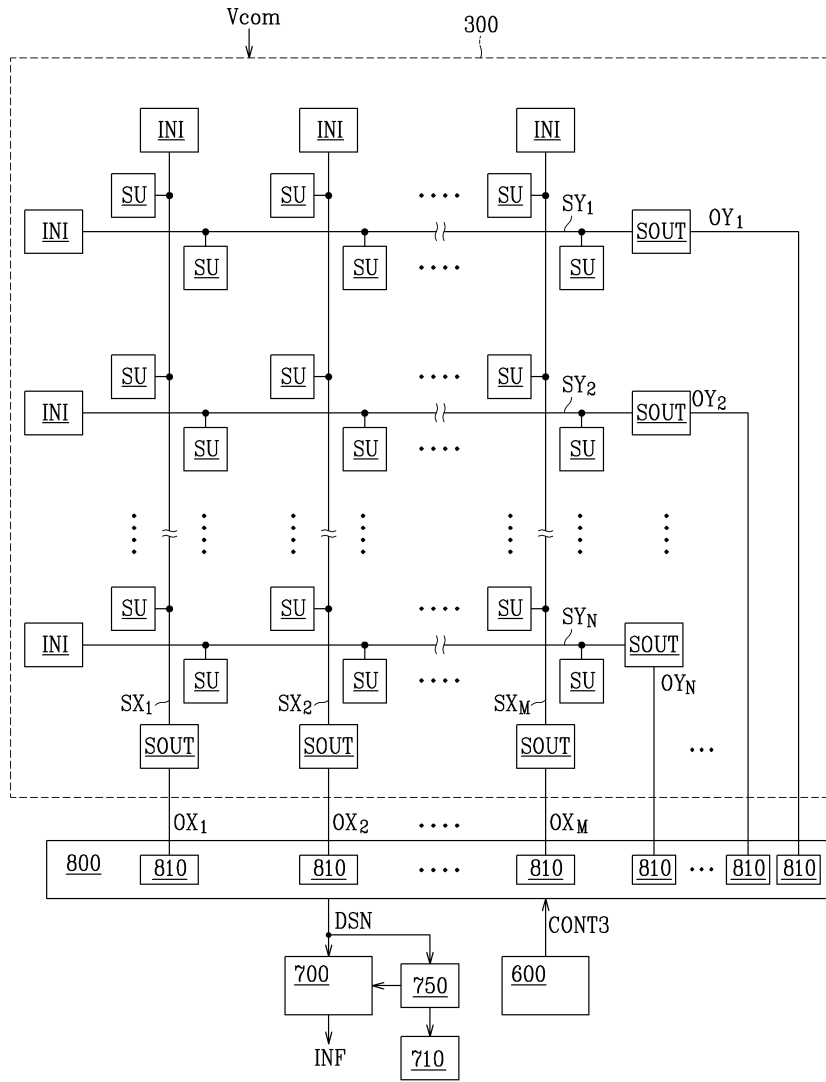 Vcom
300
INI INI INI
SU SU SU
SY1
INI SOUT OY1
SU SU SU
SU SU SU
SY2
INI SOUT OY2
SU SU SU
SU SU SU
SYN
INI SOUT
SU SU SU
OYN
SX1 SX2 SXM
SOUT SOUT SOUT
OX1 OX2 OXM
800 810 810 810 810 810 810
DSN CONT3
700 750 600
INF 710